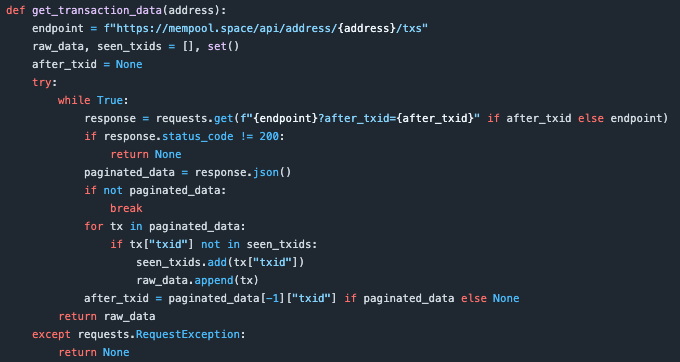 def get_transaction_data(address):
    endpoint = f"https://mempool.space/api/address/{address}/txs"
    raw_data, seen_txids = [], set()
    after_txid = None
    try:
        while True:
            response = requests.get(f"{endpoint}?after_txid={after_txid}" if after_txid else endpoint)
            if response.status_code != 200:
                return None
            paginated_data = response.json()
            if not paginated_data:
                break
            for tx in paginated_data:
                if tx["txid"] not in seen_txids:
                    seen_txids.add(tx["txid"])
                    raw_data.append(tx)
            after_txid = paginated_data[-1]["txid"] if paginated_data else None
        return raw_data
    except requests.RequestException:
        return None